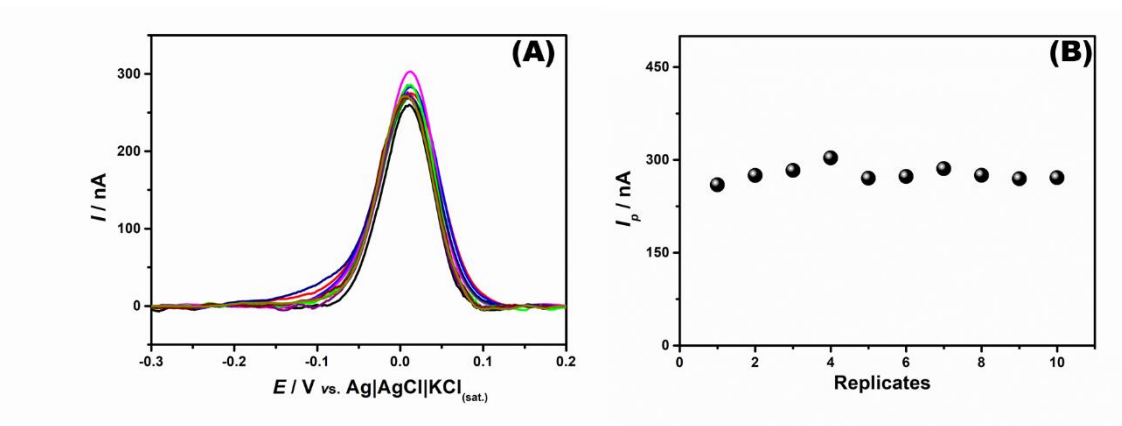 (A)
300
200
100
0
-0.3 -0.2 -0.1 0.0 0.1 0.2
I / nA
E / V vs. Ag|AgCl|KCl(sat.)
(B)
450
300
150
0
0 2 4 6 8 10
Ip / nA
Replicates